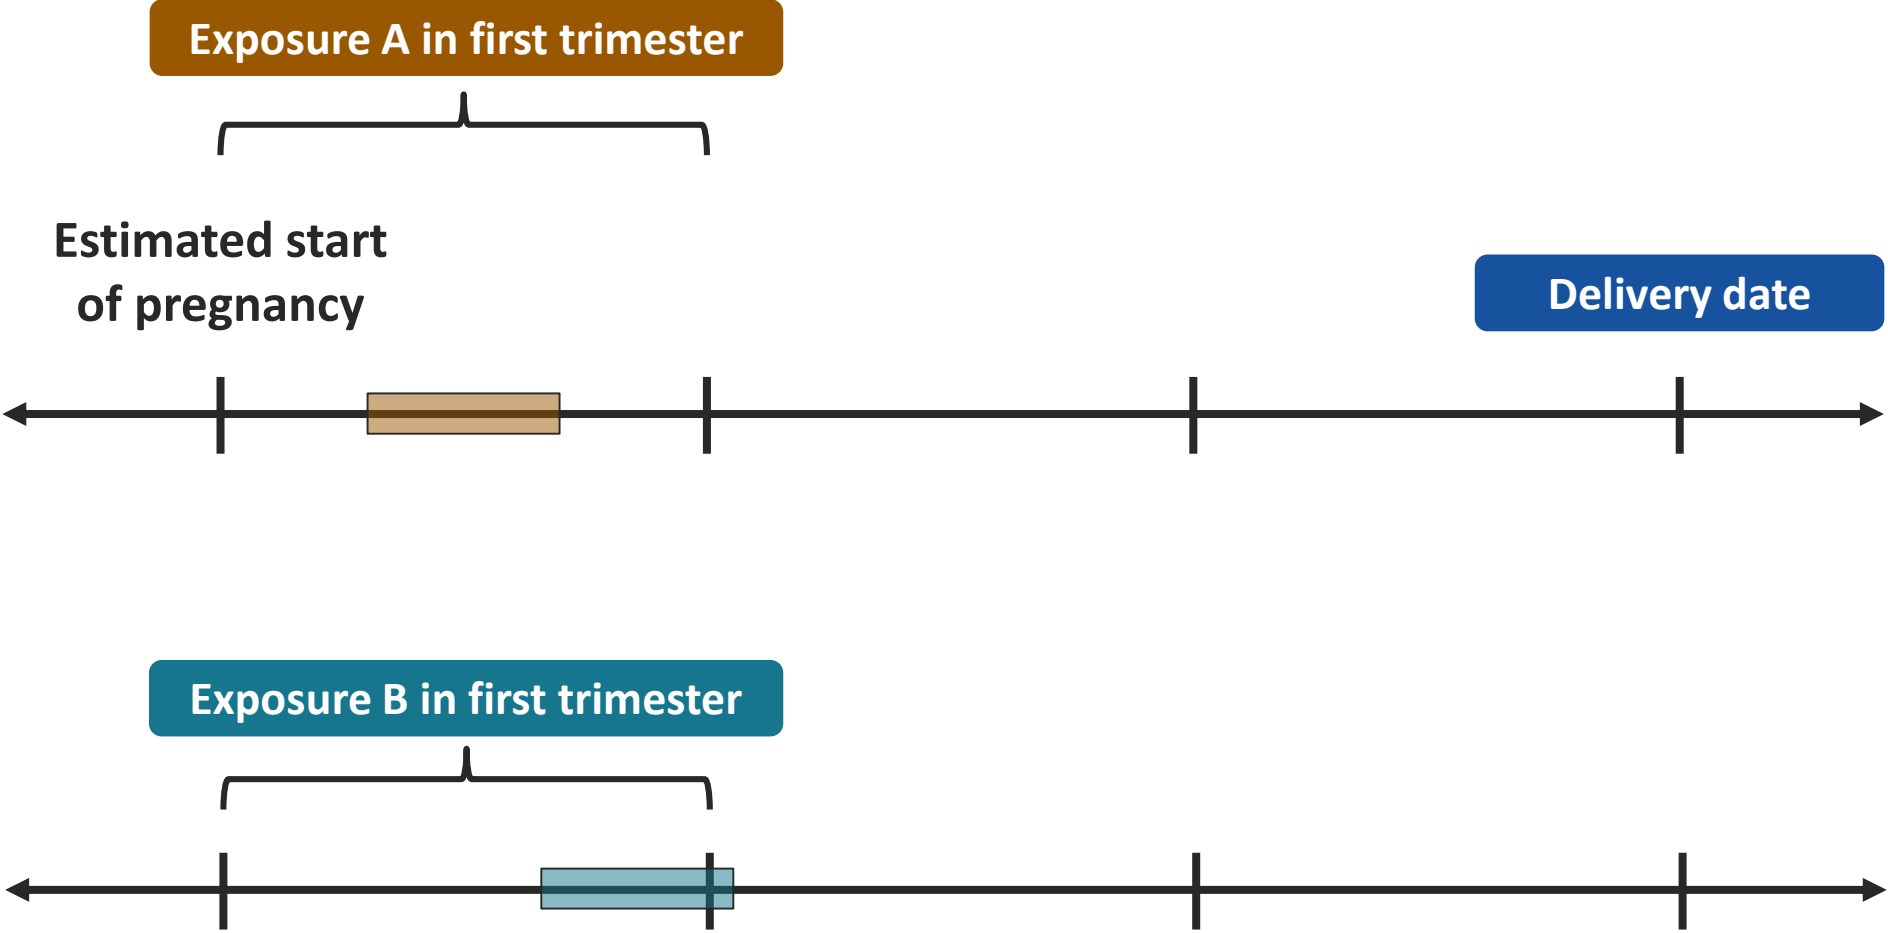 Exposure A in first trimester
Estimated start
of pregnancy
Delivery date
Exposure B in first trimester